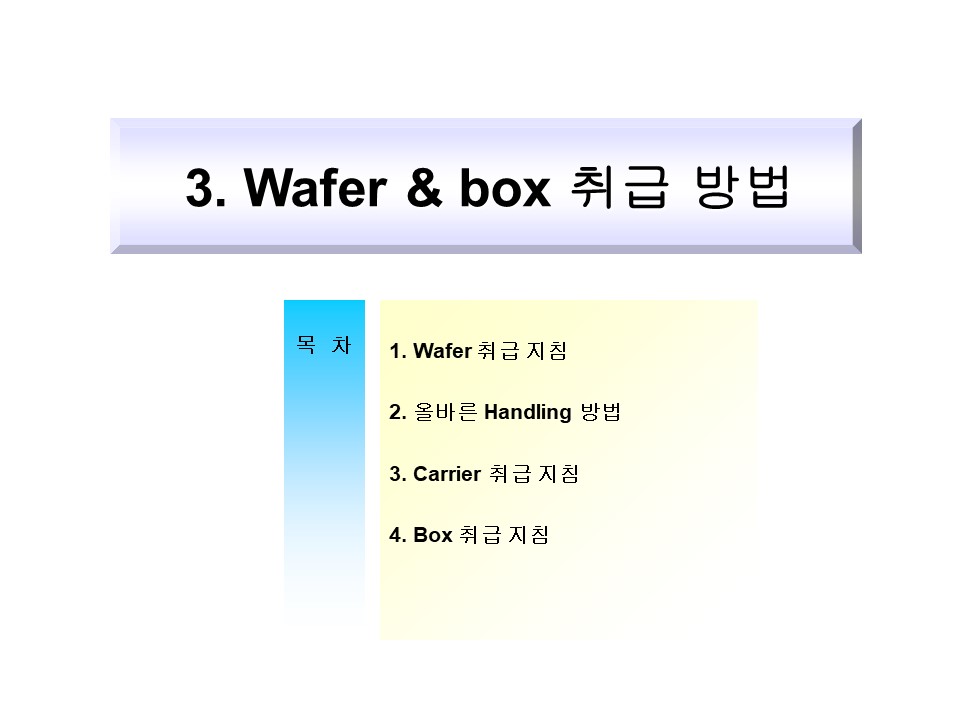 3. Wafer & box 취급 방법
목 차
1. Wafer 취급 지침
2. 올바른 Handling 방법
3. Carrier 취급 지침
4. Box 취급 지침